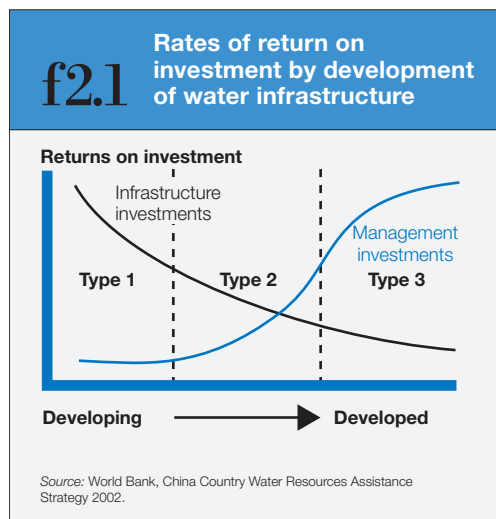 f2.1
Rates of return on
investment by development
of water infrastructure
Returns on investment
Infrastructure
investments
Management
investments
Type 1
Type 2
Type 3
Developing
Developed
Source: World Bank, China Country Water Resources Assistance
Strategy 2002.